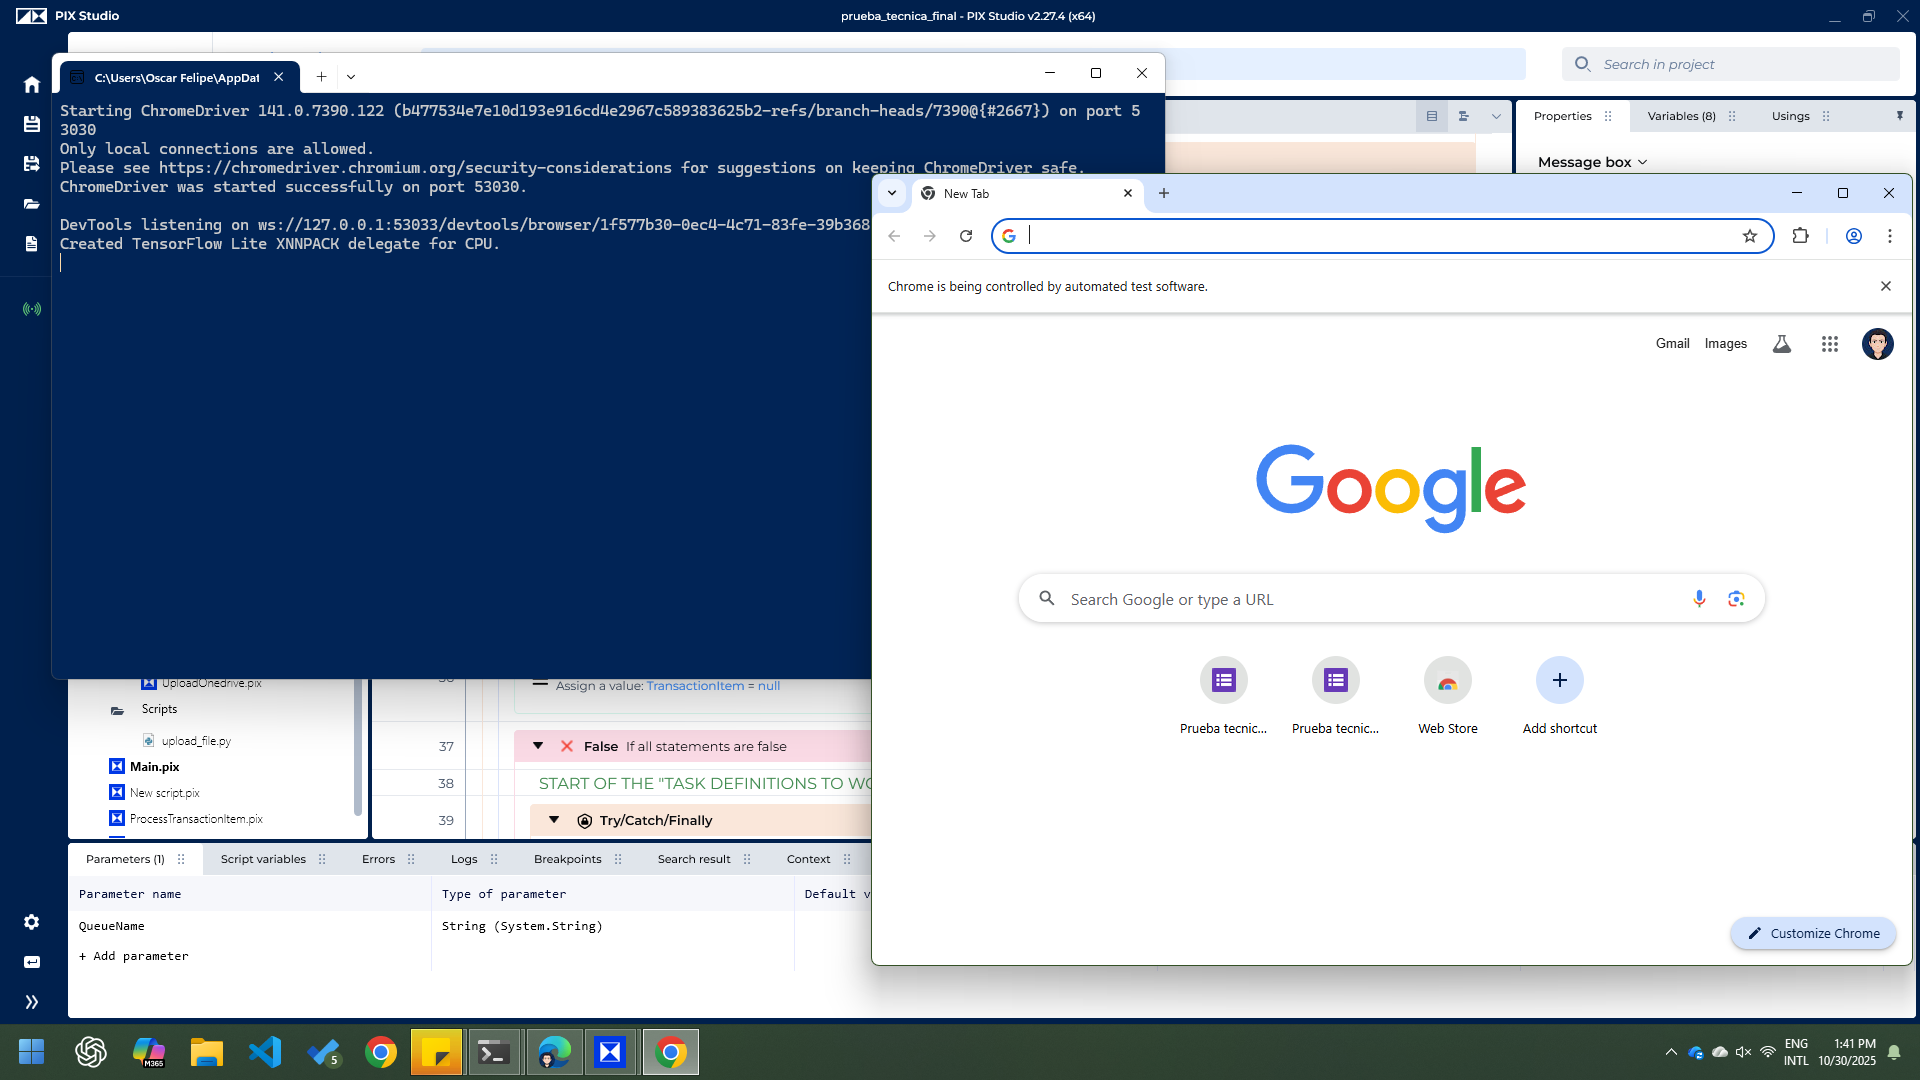 PIX Studio
prueba_tecnica_final - PIX Studio v2.27.4 (x64)
Search in project
C:\Users\Oscar Felipe\AppDat
Starting ChromeDriver 141.0.7390.122 (b477534e7e10d193e916cd4e2967c589383625b2-refs/branch-heads/7390@{#2667}) on port 5
3030
Only local connections are allowed.
Please see https://chromedriver.chromium.org/security-considerations for suggestions on keeping ChromeDriver safe.
ChromeDriver was started successfully on port 53030.
DevTools listening on ws://127.0.0.1:53033/devtools/browser/1f577b30-0ec4-4c71-83fe-39b368
Created TensorFlow Lite XNNPACK delegate for CPU.
Properties
Variables (8)
Usings
Message box
New Tab
Chrome is being controlled by automated test software.
Gmail
Images
Google
Search Google or type a URL
Prueba tecnic...
Prueba tecnic...
Web Store
Add shortcut
Customize Chrome
UploadOnedrive.pix
Scripts
upload_file.py
Main.pix
New script.pix
ProcessTransactionItem.pix
36
Assign a value: TransactionItem = null
37
False If all statements are false
38
START OF THE "TASK DEFINITIONS TO WO
39
Try/Catch/Finally
Parameters (1)
Script variables
Errors
Logs
Breakpoints
Search result
Context
Parameter name
Type of parameter
Default v
QueueName
String (System.String)
+ Add parameter
M365
5
ENG
INTL
1:41 PM
10/30/2025